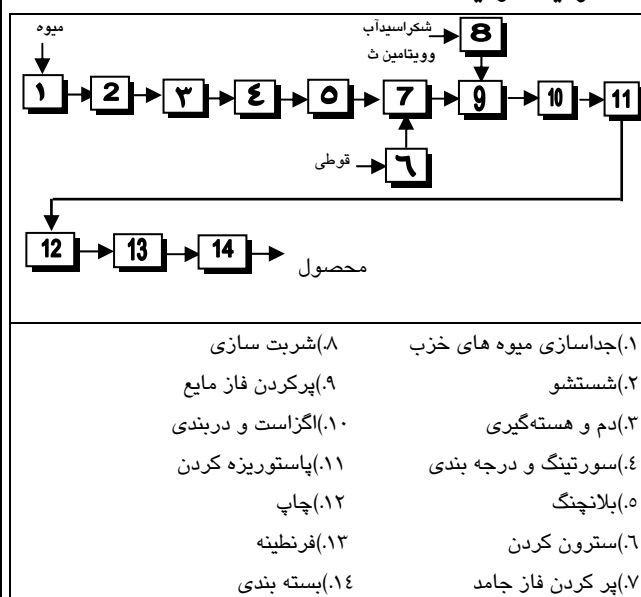 میوه
شکراسیدآب
وویتامین ث
8
۱ 2 ۳ ٤ ٥ 7 9 10 11
قوطی
٦
12 13 14
محصول
۱.)جداسازی میوه های خزب
۲.)شستشو
۳.)دم و هسته‌گیری
٤.)سورتینگ و درجه بندی
٥.)بلانچنگ
٦.)سترون کردن
۷.)پر کردن فاز جامد
۸.)شربت سازی
۹.)پرکردن فاز مایع
۱۰.)اگزاست و دربندی
۱۱.)پاستوریزه کردن
۱۲.)چاپ
۱۳.)فرنطینه
۱٤.)بسته بندی